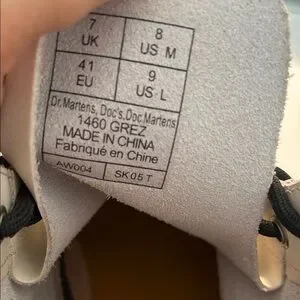 7 8
UK US M
41 9
EU US L
Dr. Martens, Doc's, Doc Martens
1460 GREZ
MADE IN CHINA
Fabriqué en Chine
AW004 SK05T